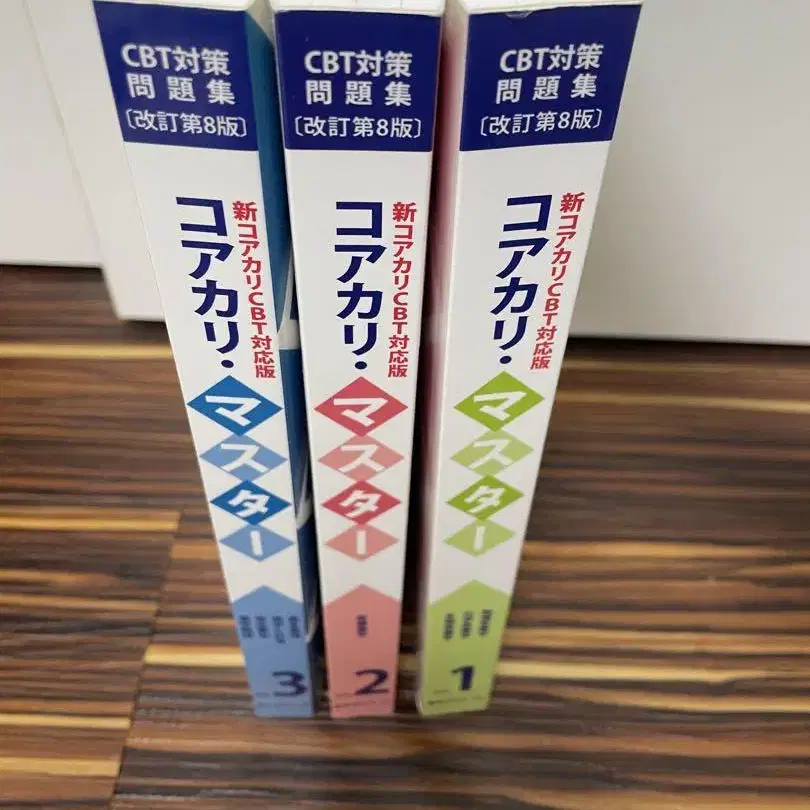 CBT対策
問題集
〔改訂第8版〕
新コアカリCBT対応版
コアカリ・
マスター
3
CBT対策
問題集
〔改訂第8版〕
新コアカリCBT対応版
コアカリ・
マスター
2
CBT対策
問題集
〔改訂第8版〕
新コアカリCBT対応版
コアカリ・
マスター
1